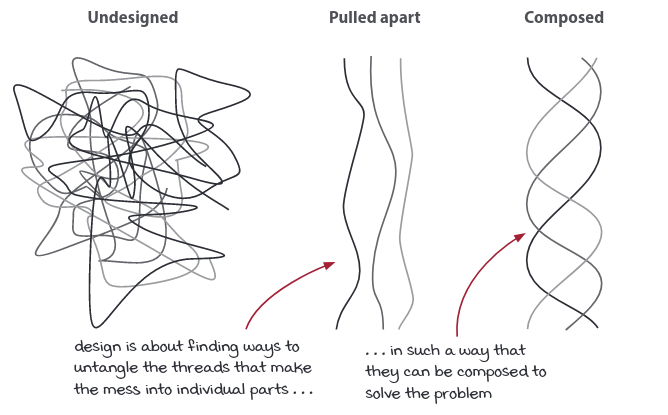 Undesigned
Pulled apart
Composed
design is about finding ways to
untangle the threads that make
the mess into individual parts . . .
. . . in such a way that
they can be composed to
solve the problem